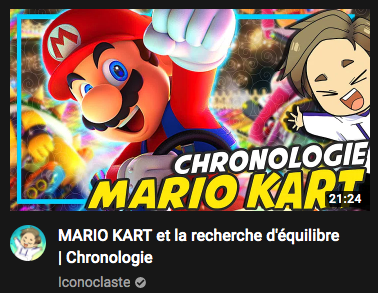 M
CHRONOLOGIE
MARIO KART
21:24
MARIO KART et la recherche d'équilibre
| Chronologie
Iconoclaste